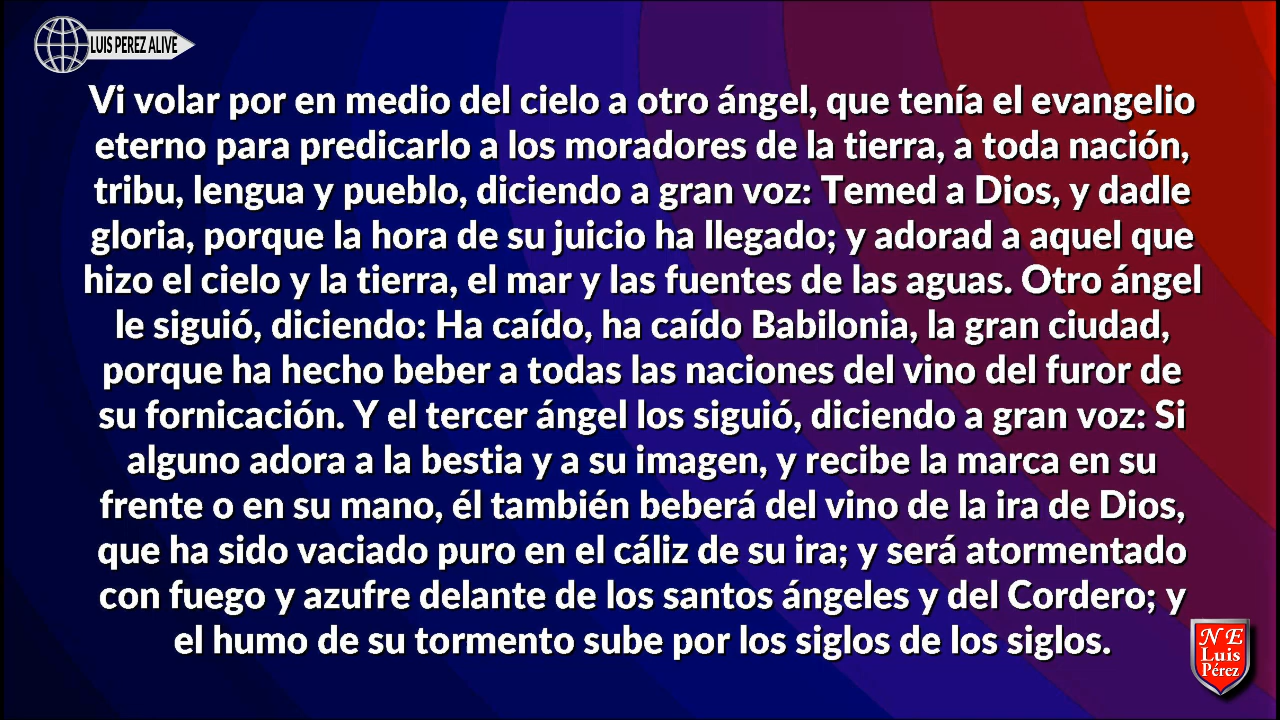 LUIS PEREZ ALIVE
Vi volar por en medio del cielo a otro ángel, que tenía el evangelio
eterno para predicarlo a los moradores de la tierra, a toda nación,
tribu, lengua y pueblo, diciendo a gran voz: Temed a Dios, y dadle
gloria, porque la hora de su juicio ha llegado; y adorad a aquel que
hizo el cielo y la tierra, el mar y las fuentes de las aguas. Otro ángel
le siguió, diciendo: Ha caído, ha caído Babilonia, la gran ciudad,
porque ha hecho beber a todas las naciones del vino del furor de
su fornicación. Y el tercer ángel los siguió, diciendo a gran voz: Si
alguno adora a la bestia y a su imagen, y recibe la marca en su
frente o en su mano, él también beberá del vino de la ira de Dios,
que ha sido vaciado puro en el cáliz de su ira; y será atormentado
con fuego y azufre delante de los santos ángeles y del Cordero; y
el humo de su tormento sube por los siglos de los siglos.
N E
Luis
Pérez